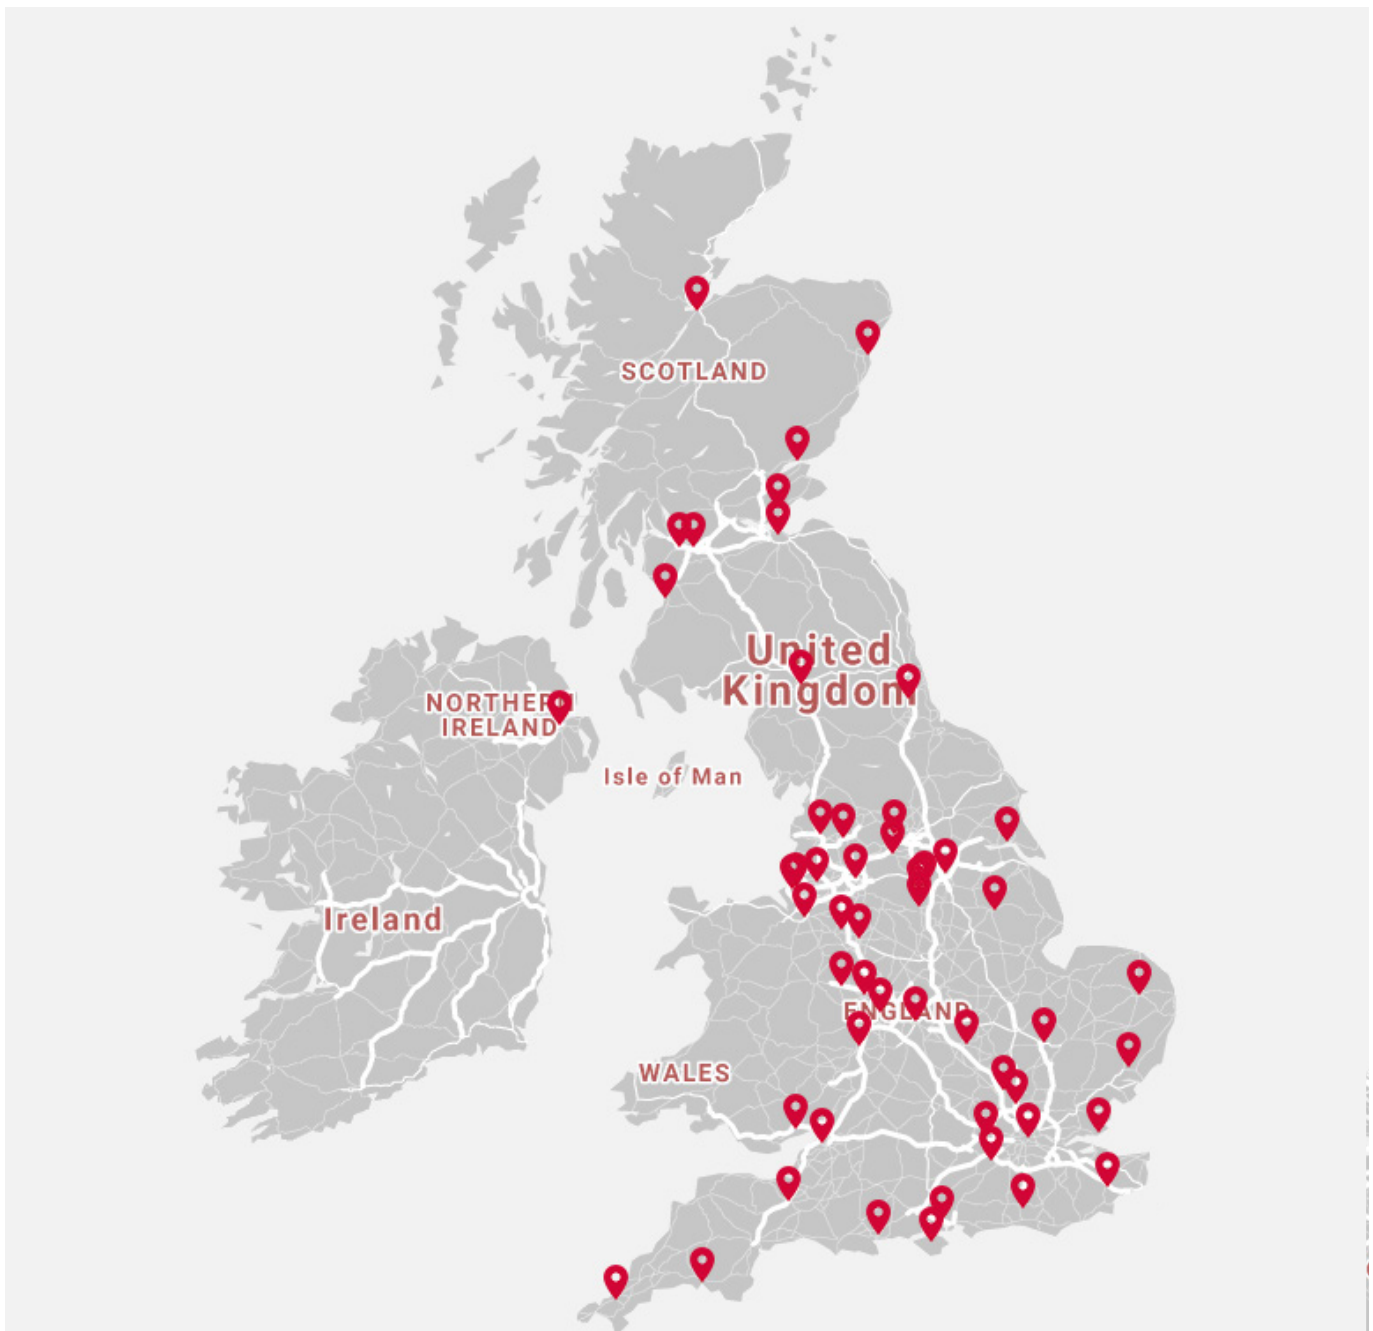 SCOTLAND
United
Kingdom
NORTHERN
IRELAND
Isle of Man
Ireland
ENGLAND
WALES